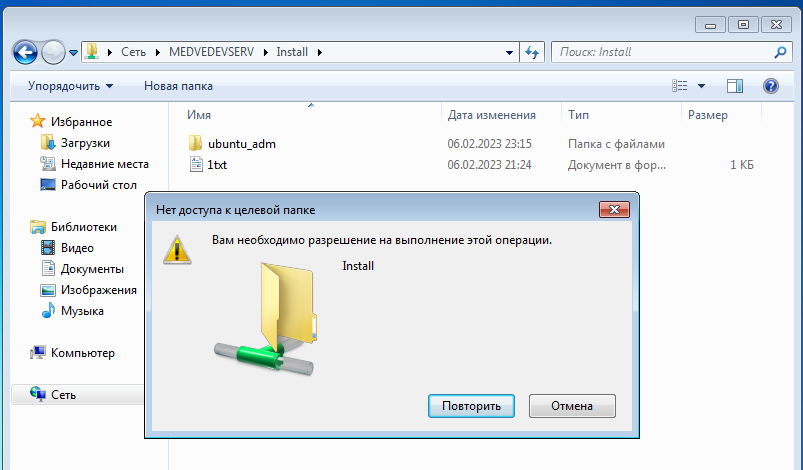 Сеть MEDVEDEVSERV Install
Поиск: Install
Упорядочить Новая папка
Избранное
Загрузки
Недавние места
Рабочий стол
Библиотеки
Видео
Документы
Изображения
Музыка
Компьютер
Сеть
Имя Дата изменения Тип Размер
ubuntu_adm 06.02.2023 23:15 Папка с файлами
1txt 06.02.2023 21:24 Документ в фор... 1 КБ
Нет доступа к целевой папке
Вам необходимо разрешение на выполнение этой операции.
Install
Повторить Отмена